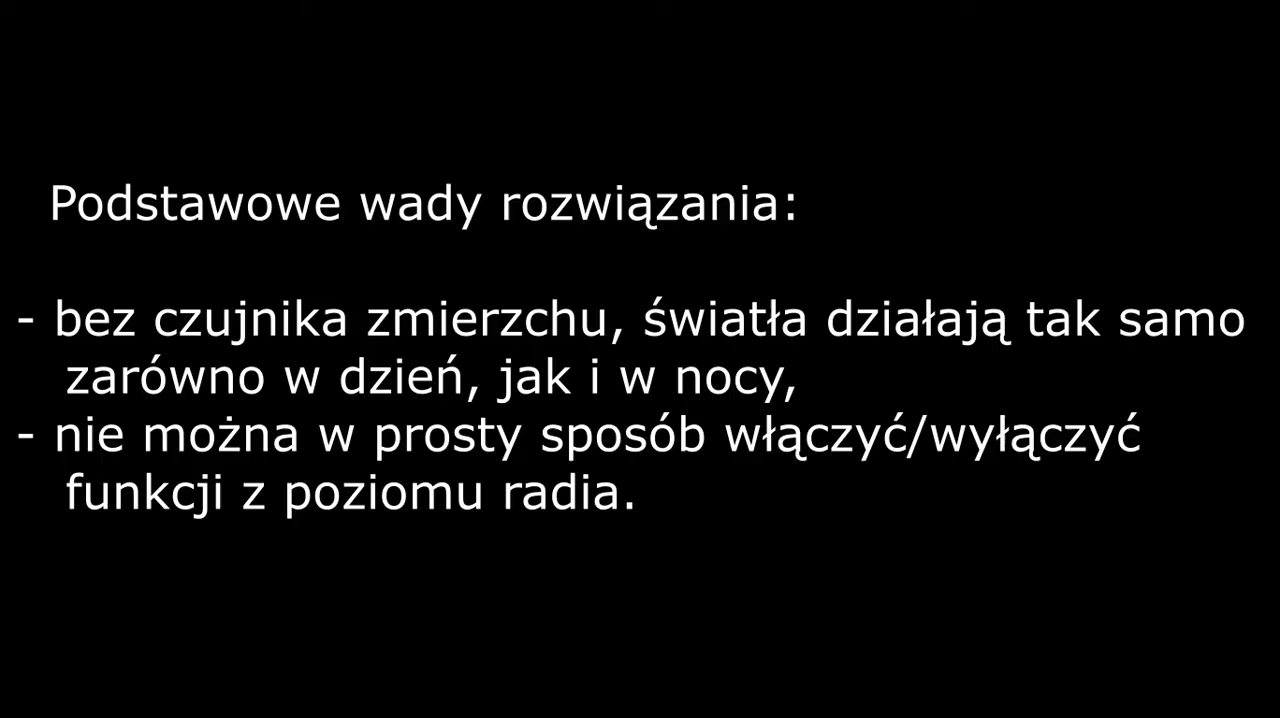 Podstawowe wady rozwiązania:
- bez czujnika zmierzchu, światła działają tak samo
zarówno w dzień, jak i w nocy,
- nie można w prosty sposób włączyć/wyłączyć
funkcji z poziomu radia.